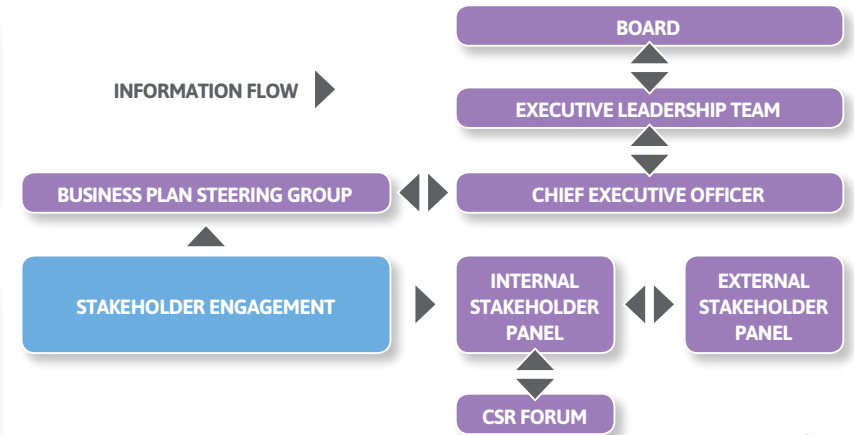 BOARD
INFORMATION FLOW
EXECUTIVE LEADERSHIP TEAM
BUSINESS PLAN STEERING GROUP
CHIEF EXECUTIVE OFFICER
STAKEHOLDER ENGAGEMENT
INTERNAL
STAKEHOLDER
PANEL
EXTERNAL
STAKEHOLDER
PANEL
CSR FORUM